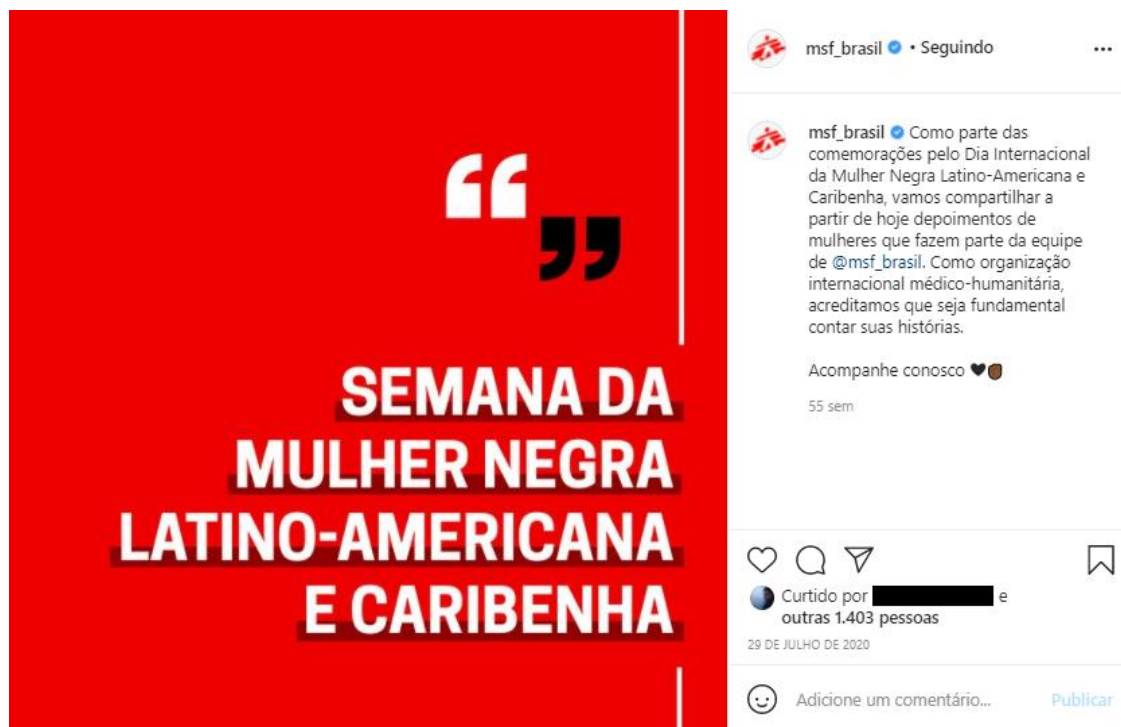 “
”
SEMANA DA
MULHER NEGRA
LATINO-AMERICANA
E CARIBENHA
msf_brasil • Seguindo
...
msf_brasil Como parte das
comemorações pelo Dia Internacional
da Mulher Negra Latino-Americana e
Caribenha, vamos compartilhar a
partir de hoje depoimentos de
mulheres que fazem parte da equipe
de @msf_brasil. Como organização
internacional médico-humanitária,
acreditamos que seja fundamental
contar suas histórias.
Acompanhe conosco 🖤
55 sem
Curtido por e
outras 1.403 pessoas
29 DE JULHO DE 2020
Adicione um comentário... Publicar